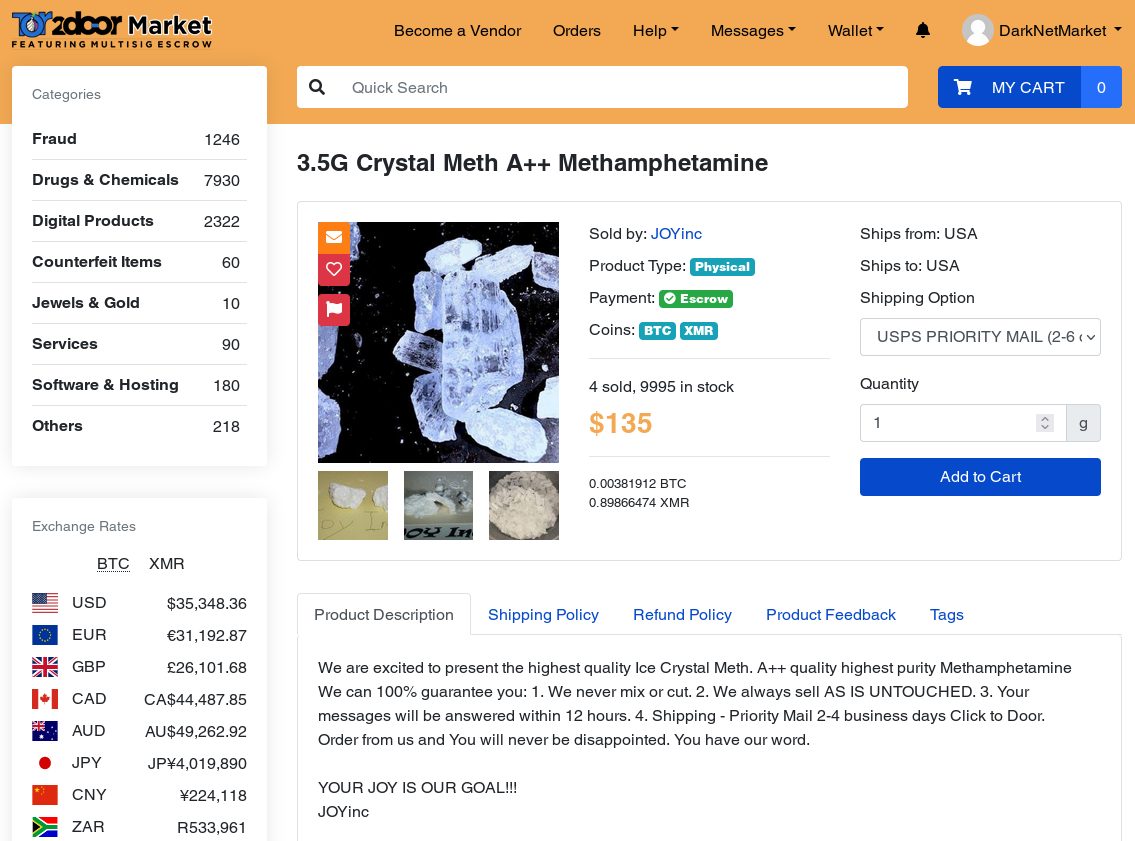 Tor2door Market
FEATURING MULTISIG ESCROW
Become a Vendor
Orders
Help
Messages
Wallet
DarkNetMarket
Quick Search
MY CART
0
Categories
Fraud 1246
Drugs & Chemicals 7930
Digital Products 2322
Counterfeit Items 60
Jewels & Gold 10
Services 90
Software & Hosting 180
Others 218
Exchange Rates
BTC XMR
USD $35,348.36
EUR €31,192.87
GBP £26,101.68
CAD CA$44,487.85
AUD AU$49,262.92
JPY JP¥4,019,890
CNY ¥224,118
ZAR R533,961
3.5G Crystal Meth A++ Methamphetamine
Sold by: JOYinc
Product Type: Physical
Payment: Escrow
Coins: BTC XMR
4 sold, 9995 in stock
$135
0.00381912 BTC
0.89866474 XMR
Ships from: USA
Ships to: USA
Shipping Option
USPS PRIORITY MAIL (2-6
Quantity
1 g
Add to Cart
Product Description
Shipping Policy
Refund Policy
Product Feedback
Tags
We are excited to present the highest quality Ice Crystal Meth. A++ quality highest purity Methamphetamine
We can 100% guarantee you: 1. We never mix or cut. 2. We always sell AS IS UNTOUCHED. 3. Your
messages will be answered within 12 hours. 4. Shipping - Priority Mail 2-4 business days Click to Door.
Order from us and You will never be disappointed. You have our word.
YOUR JOY IS OUR GOAL!!!
JOYinc